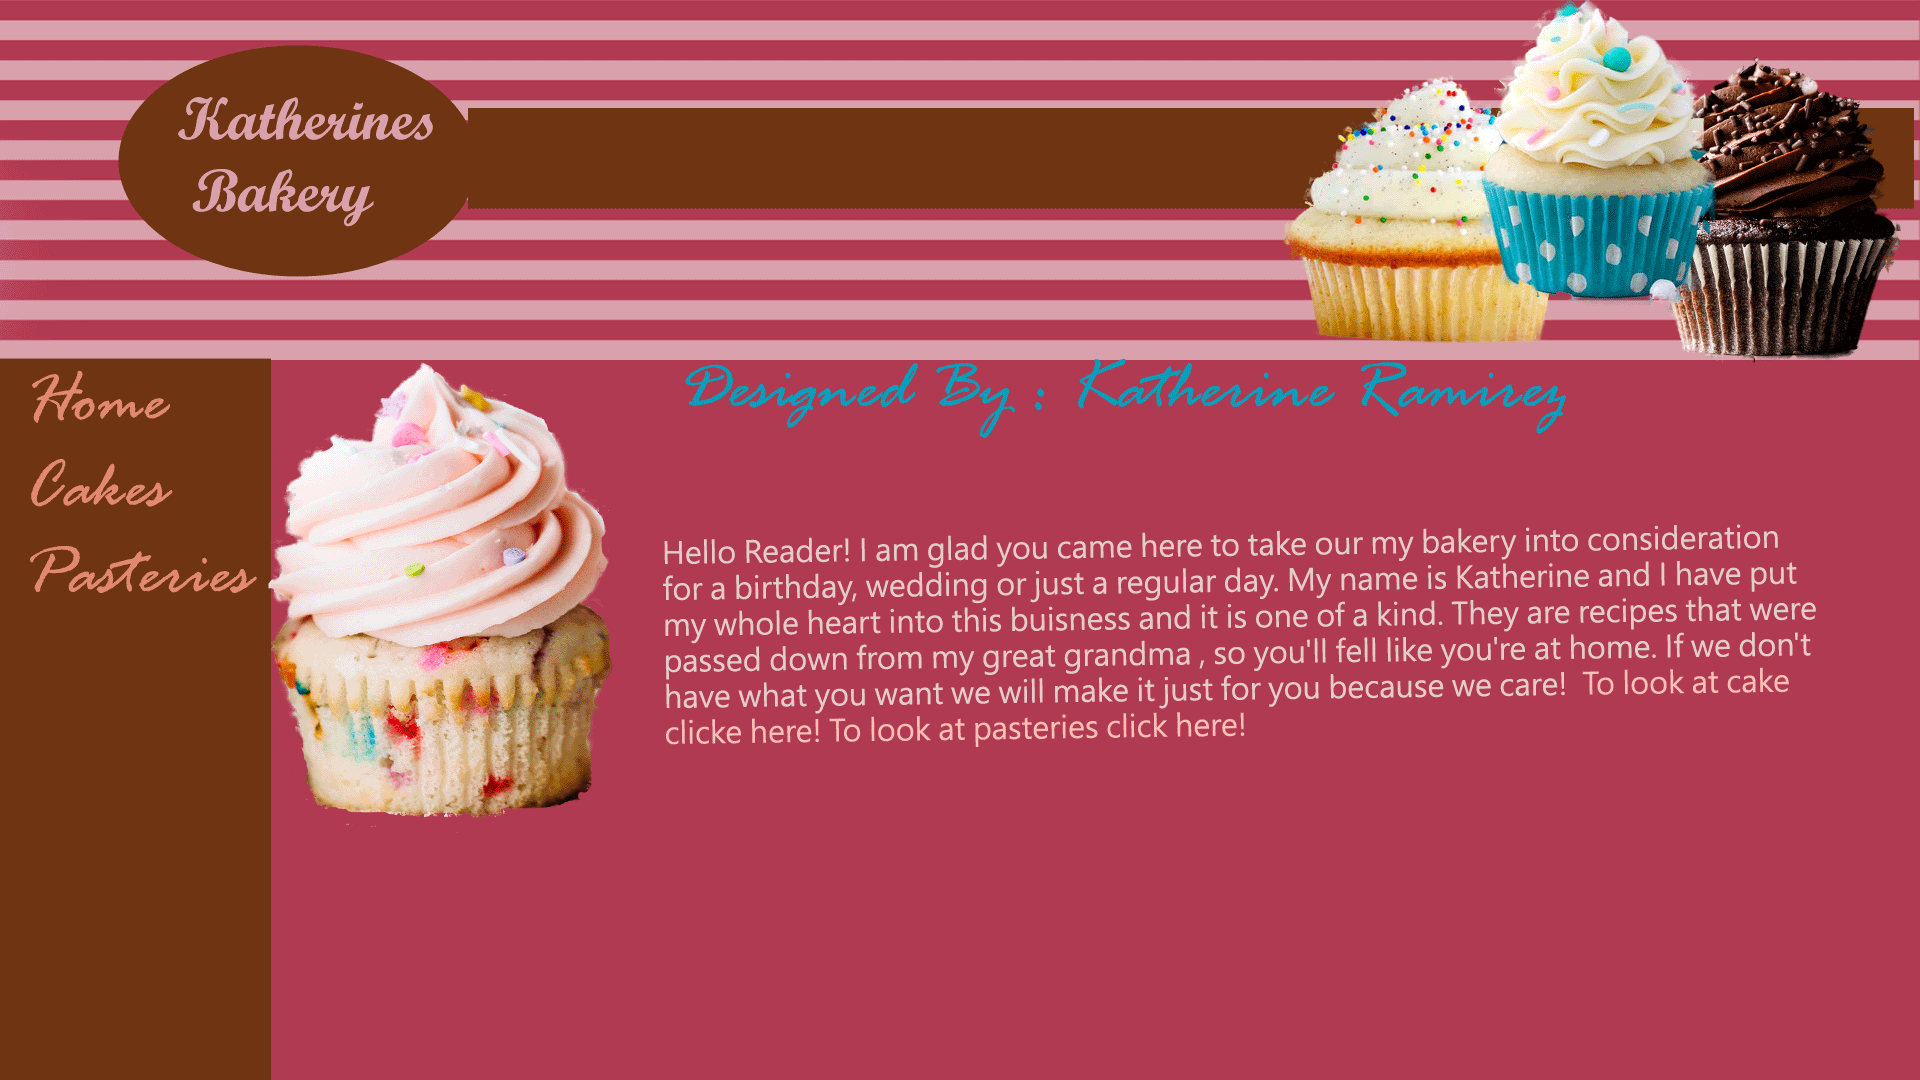 Katherines
Bakery
Home
Cakes
Pasteries
Designed By : Katherine Ramirez
Hello Reader! I am glad you came here to take our my bakery into consideration
for a birthday, wedding or just a regular day. My name is Katherine and I have put
my whole heart into this buisness and it is one of a kind. They are recipes that were
passed down from my great grandma , so you'll fell like you're at home. If we don't
have what you want we will make it just for you because we care!  To look at cake
clicke here! To look at pasteries click here!